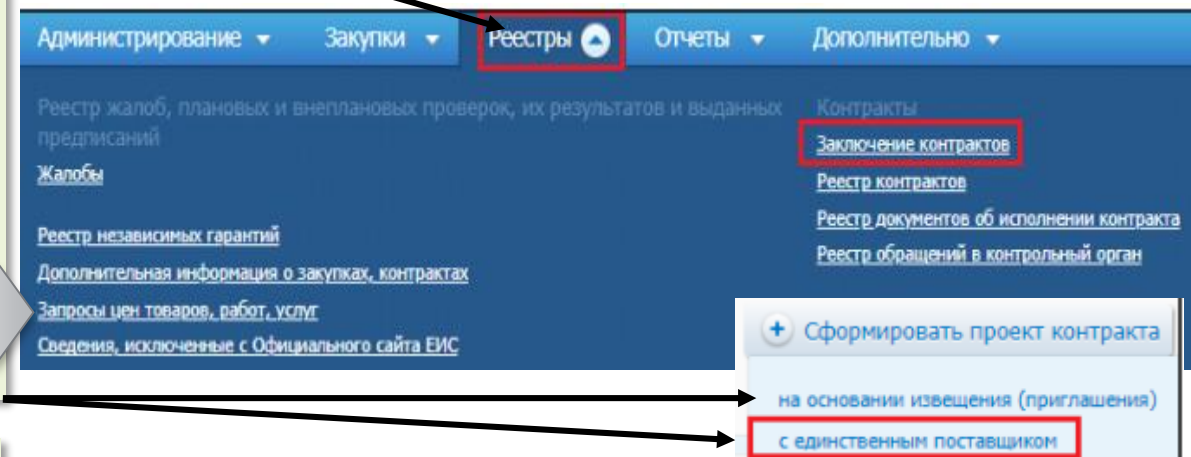 Администрирование Закупки Реестры Отчеты Дополнительно
Реестр жалоб, плановых и внеплановых проверок, их результатов и выданных
предписаний
Жалобы
Реестр независимых гарантий
Дополнительная информация о закупках, контрактах
Запросы цен товаров, работ, услуг
Сведения, исключенные с Официального сайта ЕИС
Контракты
Заключение контрактов
Реестр контрактов
Реестр документов об исполнении контракта
Реестр обращений в контрольный орган
Сформировать проект контракта
на основании извещения (приглашения)
с единственным поставщиком